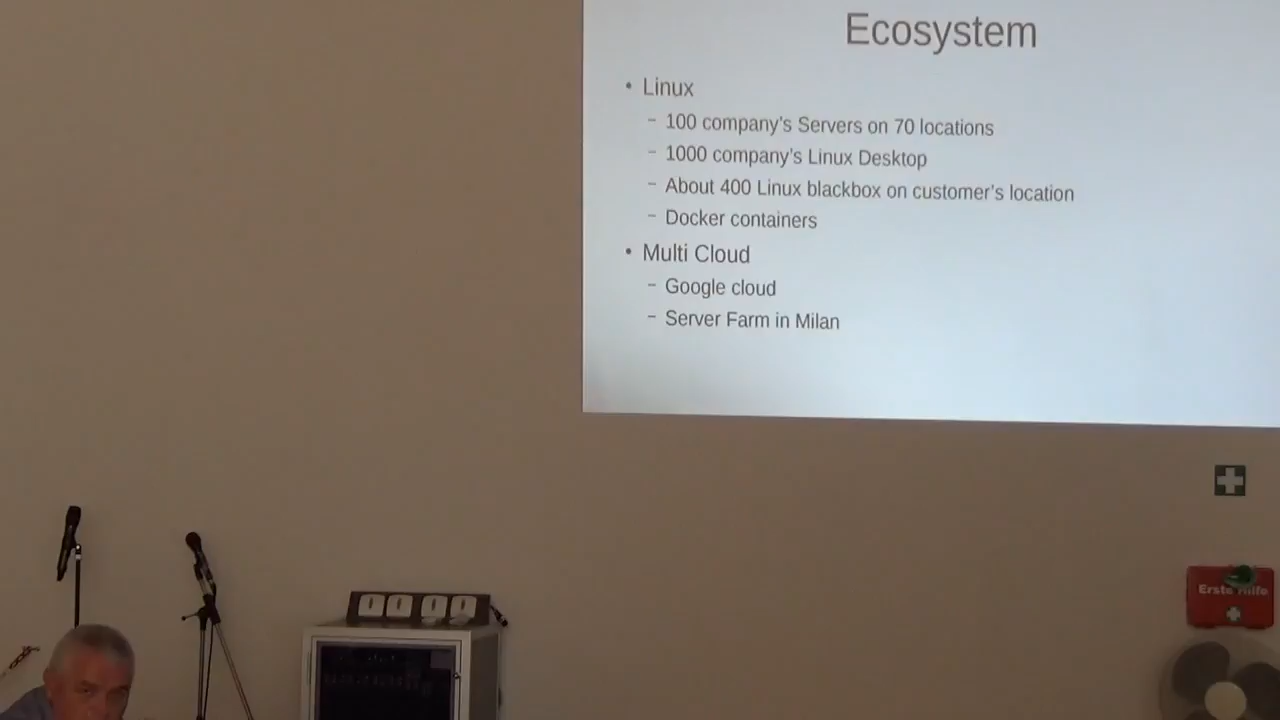 Ecosystem
• Linux
– 100 company's Servers on 70 locations
– 1000 company's Linux Desktop
– About 400 Linux blackbox on customer's location
– Docker containers
• Multi Cloud
– Google cloud
– Server Farm in Milan
Erste Hilfe